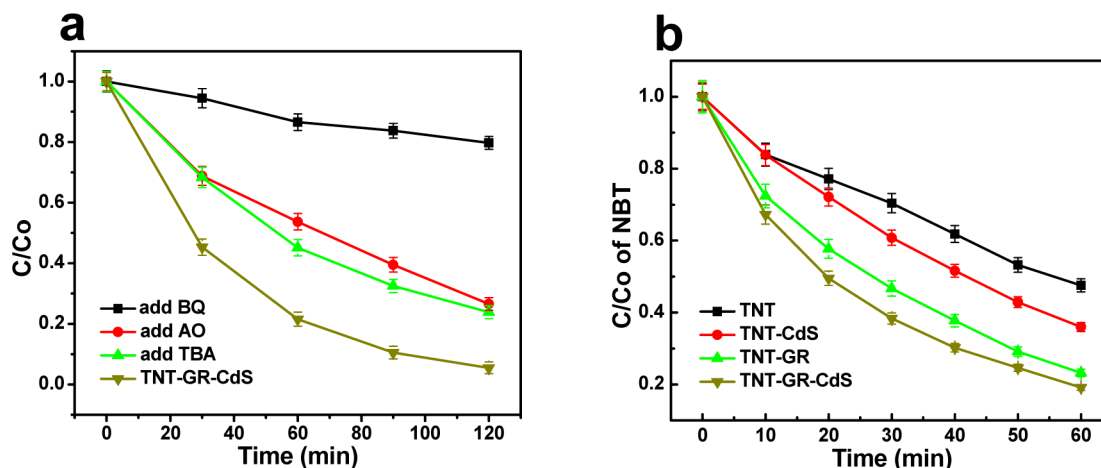 a
C/Co
1.0
0.8
0.6
0.4
0.2
0.0
add BQ
add AO
add TBA
TNT-GR-CdS
0 20 40 60 80 100 120
Time (min)
b
C/Co of NBT
1.0
0.8
0.6
0.4
0.2
TNT
TNT-CdS
TNT-GR
TNT-GR-CdS
0 10 20 30 40 50 60
Time (min)